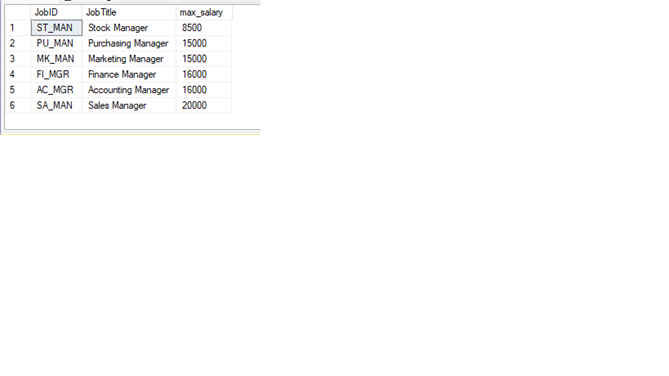 JobID JobTitle max_salary
1 ST_MAN Stock Manager 8500
2 PU_MAN Purchasing Manager 15000
3 MK_MAN Marketing Manager 15000
4 FI_MGR Finance Manager 16000
5 AC_MGR Accounting Manager 16000
6 SA_MAN Sales Manager 20000